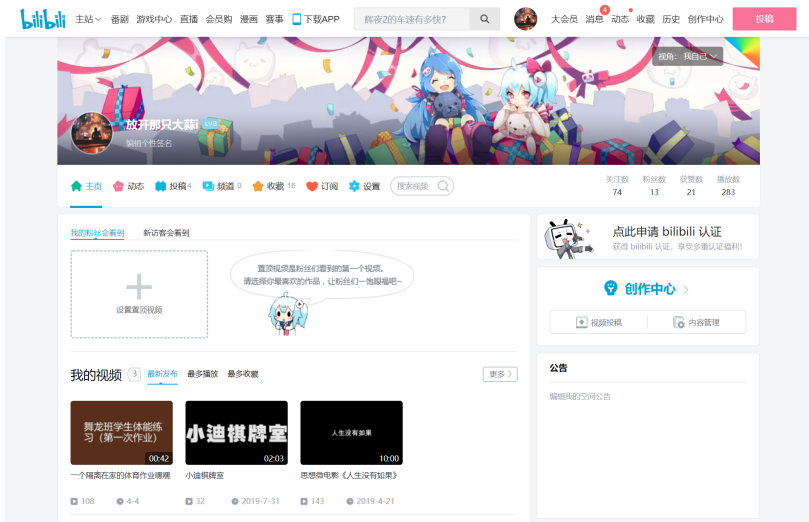 bilibili 主站 番剧 游戏中心 直播 会员购 漫画 赛事 下载APP 辉夜2的车速有多快? 大会员 消息 4 动态 收藏 历史 创作中心 投稿
视角: 我自己
放开那只大蒜i
编辑个性签名
主页 动态 投稿 4 频道 0 收藏 16 订阅 设置 搜索视频
关注数 粉丝数 获赞数 播放数
74 13 21 283
我的粉丝会看到 新访客会看到
设置置顶视频
置顶视频是粉丝们看到的第一个视频。
请选择你最喜欢的作品，让粉丝们一饱眼福吧~
点此申请 bilibili 认证
获得 bilibili 认证，享受多重认证福利!
创作中心
视频投稿 内容管理
公告
编辑我的空间公告
我的视频 3 最新发布 最多播放 最多收藏 更多
舞龙班学生体能练
习（第一次作业）
00:42
小迪棋牌室
02:03
人生没有如果
10:00
一个隔离在家的体育作业嘿嘿
小迪棋牌室
思想微电影《人生没有如果》
108 4-4
32 2019-7-31
143 2019-4-21